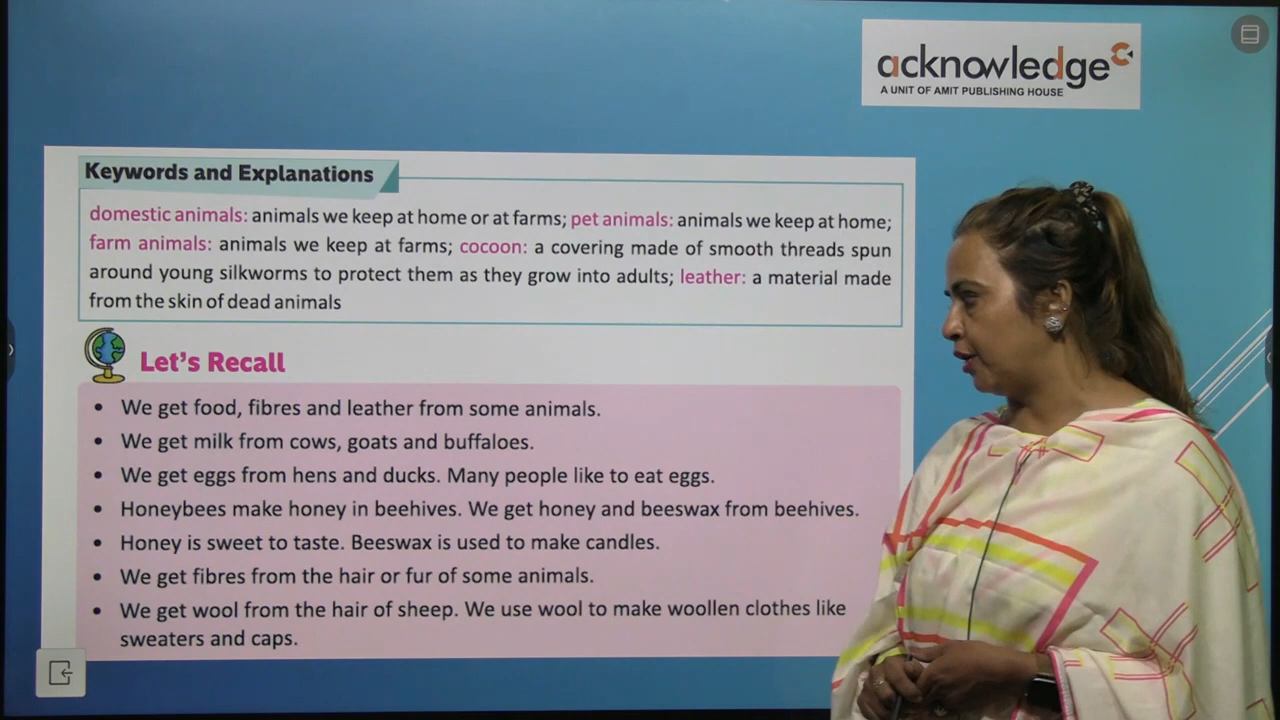 acknowledge
A UNIT OF AMIT PUBLISHING HOUSE
Keywords and Explanations
domestic animals: animals we keep at home or at farms; pet animals: animals we keep at home;
farm animals: animals we keep at farms; cocoon: a covering made of smooth threads spun
around young silkworms to protect them as they grow into adults; leather: a material made
from the skin of dead animals
Let's Recall
• We get food, fibres and leather from some animals.
• We get milk from cows, goats and buffaloes.
• We get eggs from hens and ducks. Many people like to eat eggs.
• Honeybees make honey in beehives. We get honey and beeswax from beehives.
• Honey is sweet to taste. Beeswax is used to make candles.
• We get fibres from the hair or fur of some animals.
• We get wool from the hair of sheep. We use wool to make woollen clothes like
sweaters and caps.